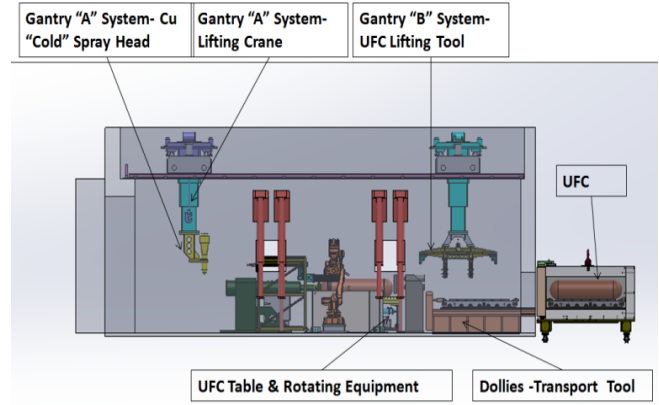 Gantry “A” System- Cu
“Cold” Spray Head
Gantry “A” System-
Lifting Crane
Gantry “B” System-
UFC Lifting Tool
UFC
UFC Table & Rotating Equipment
Dollies -Transport Tool